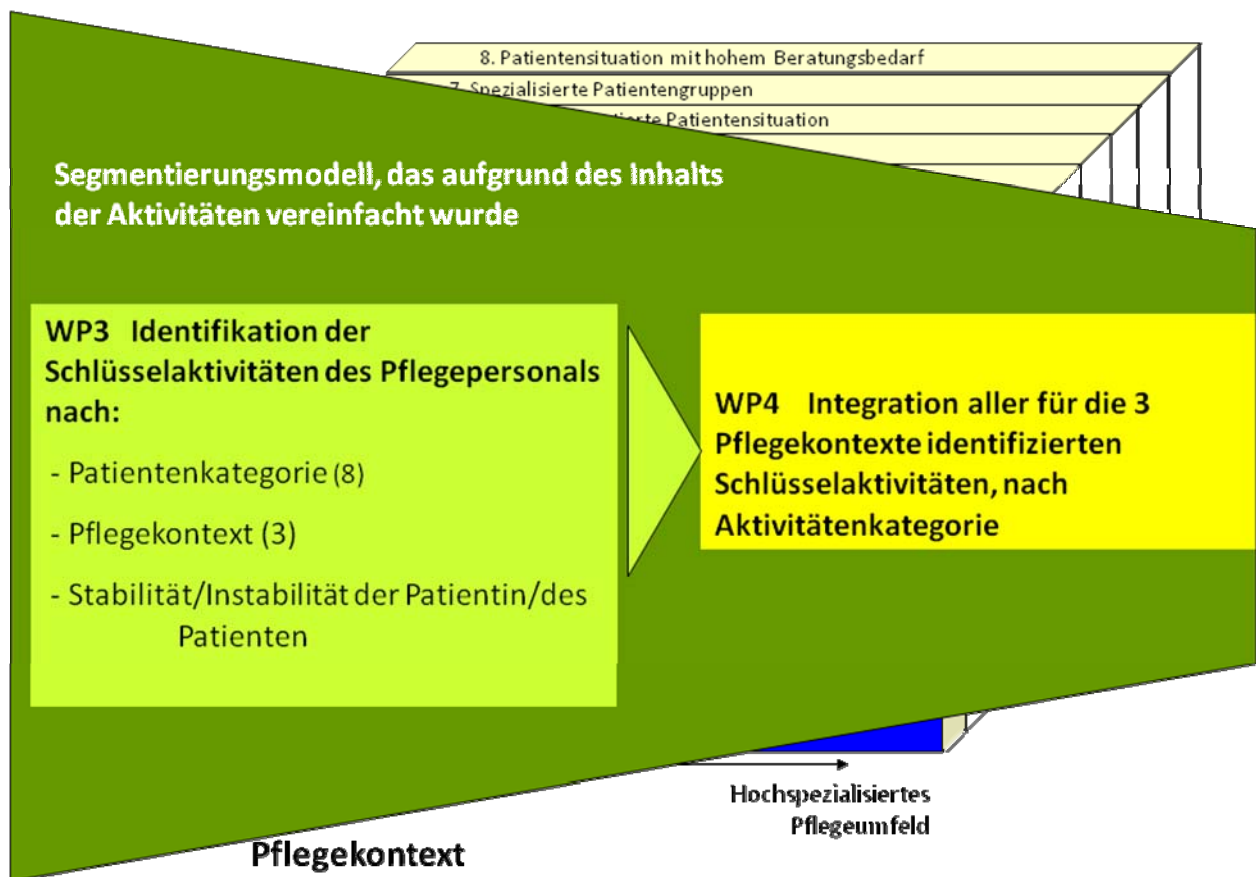 8. Patientensituation mit hohem Beratungsbedarf
7. Spezialisierte Patientengruppen
Patientensituation
Segmentierungsmodell, das aufgrund des Inhalts
der Aktivitäten vereinfacht wurde
WP3 Identifikation der
Schlüsselaktivitäten des Pflegepersonals
nach:
- Patientenkategorie (8)
- Pflegekontext (3)
- Stabilität/Instabilität der Patientin/des
Patienten
WP4 Integration aller für die 3
Pflegekontexte identifizierten
Schlüsselaktivitäten, nach
Aktivitätenkategorie
Hochspezialisiertes
Pflegeumfeld
Pflegekontext